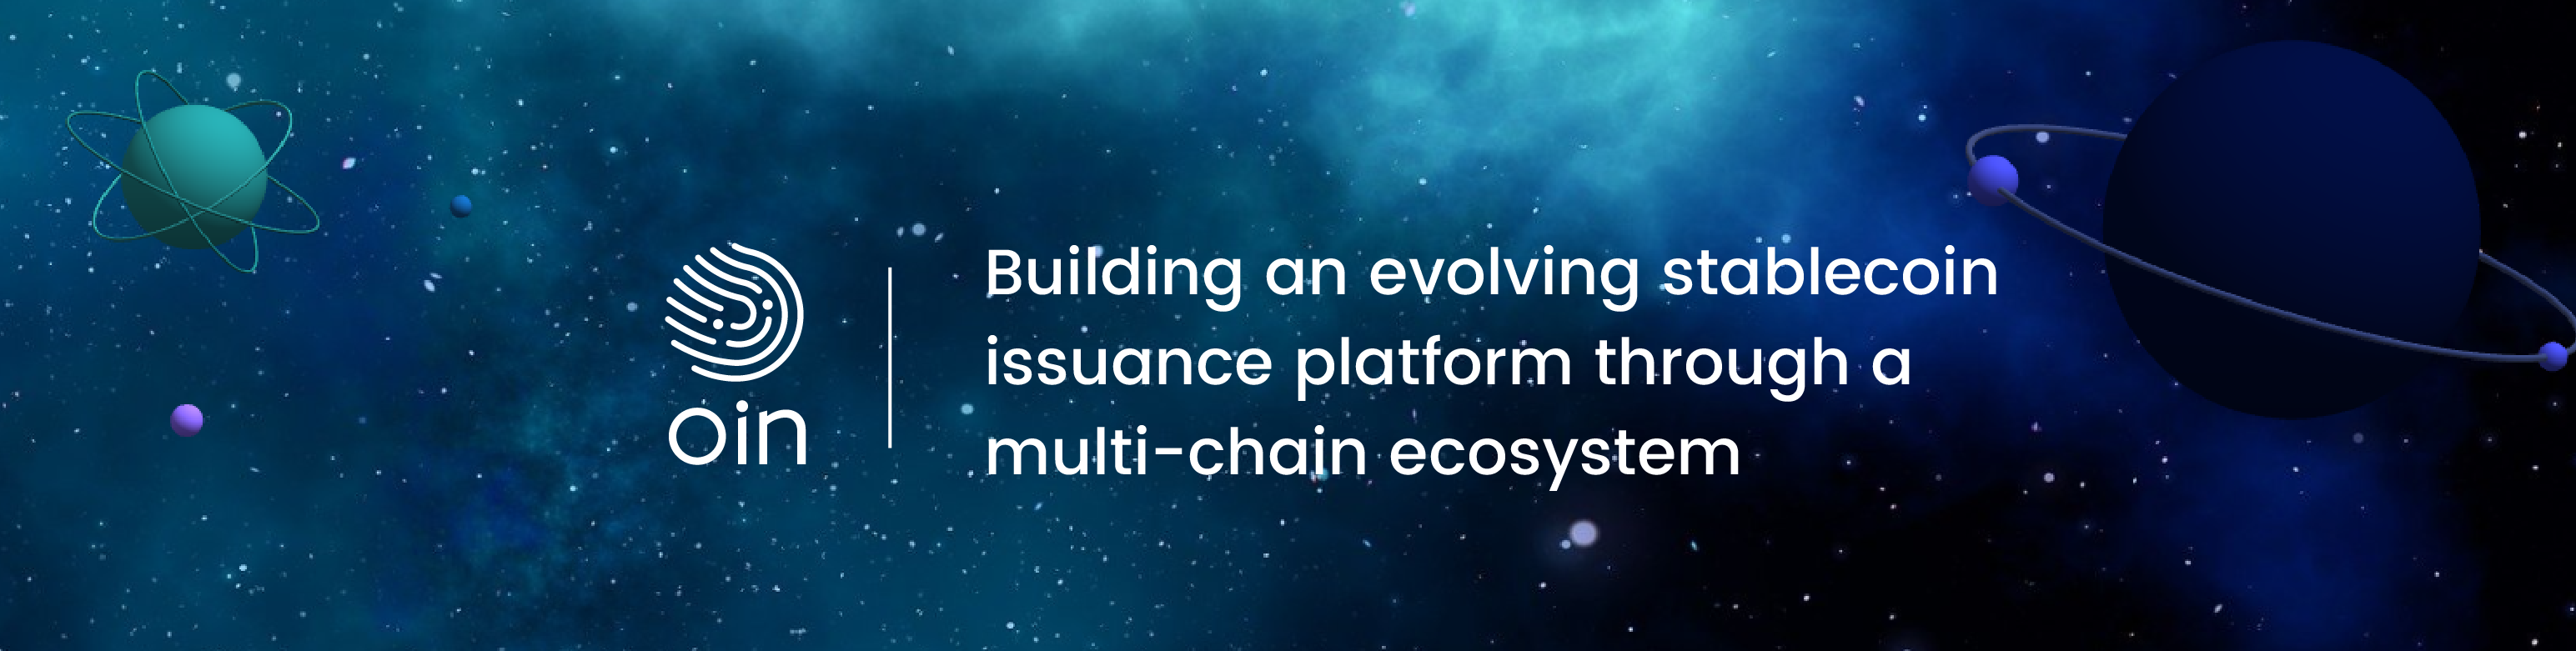 oin
Building an evolving stablecoin
issuance platform through a
multi-chain ecosystem